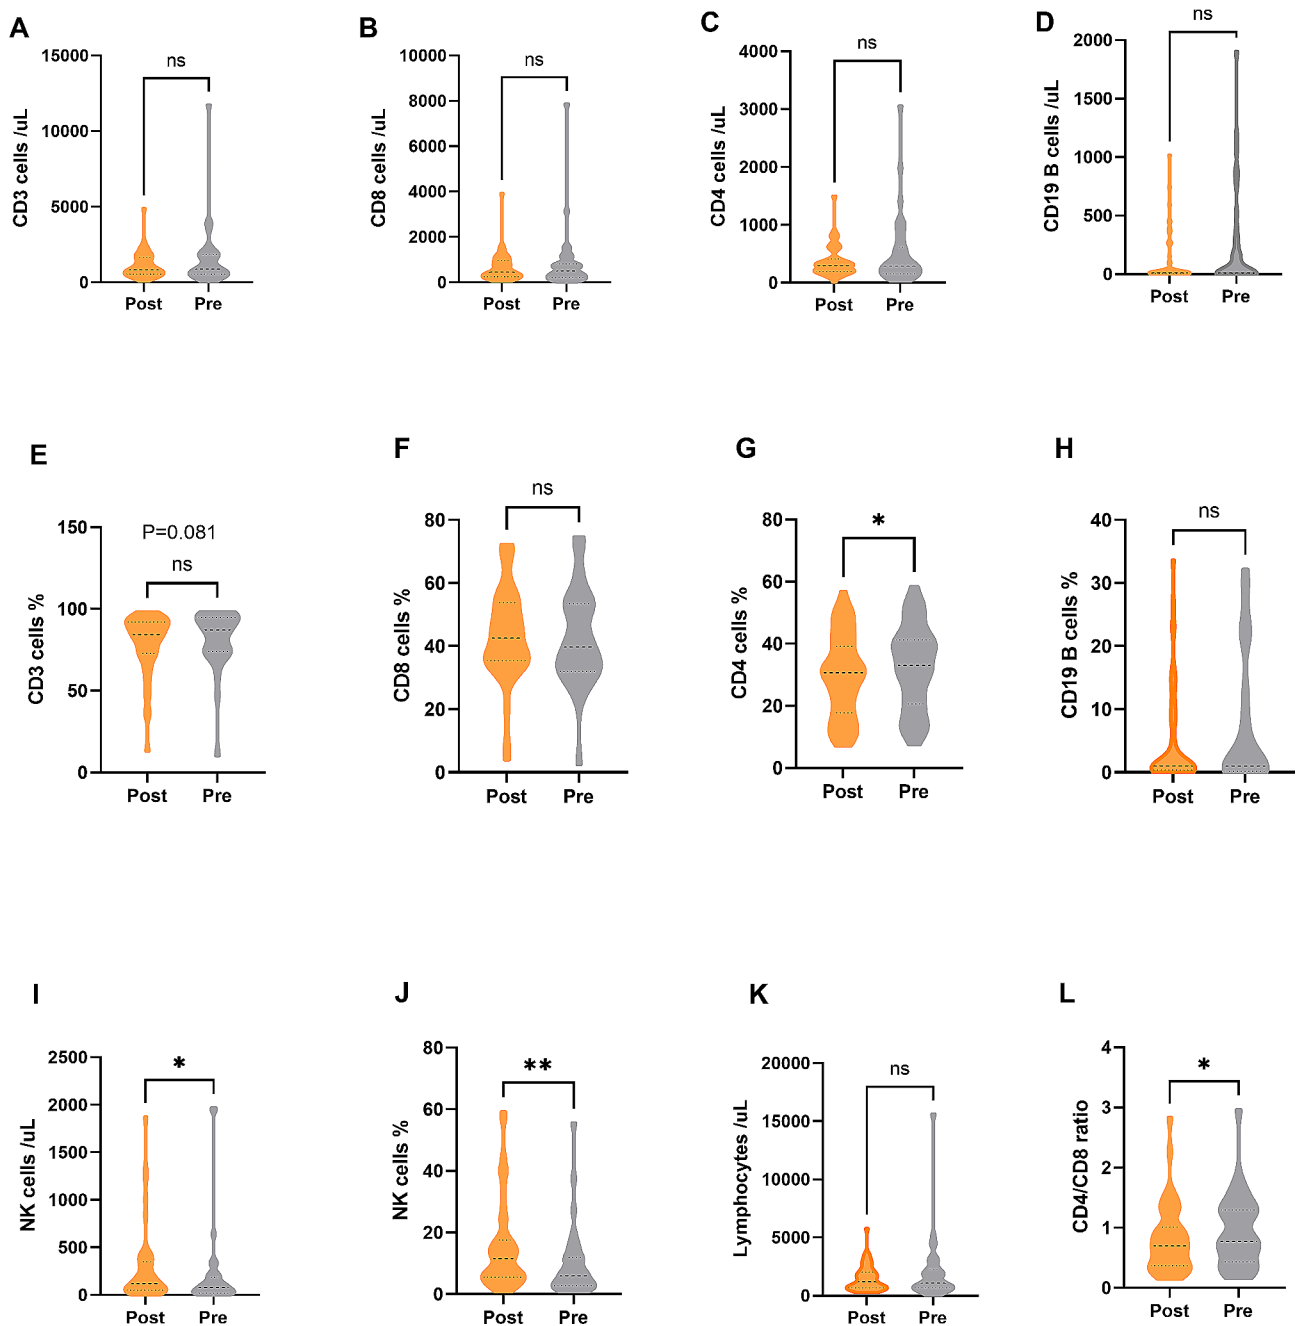 A
CD3 cells /uL
15000
10000
5000
0
ns
Post Pre
B
CD8 cells /uL
10000
8000
6000
4000
2000
0
ns
Post Pre
C
CD4 cells /uL
4000
3000
2000
1000
0
ns
Post Pre
D
CD19 B cells /uL
2000
1500
1000
500
0
ns
Post Pre
E
CD3 cells %
150
100
50
0
P=0.081
ns
Post Pre
F
CD8 cells %
80
60
40
20
0
ns
Post Pre
G
CD4 cells %
80
60
40
20
0
*
Post Pre
H
CD19 B cells %
40
30
20
10
0
ns
Post Pre
I
NK cells /uL
2500
2000
1500
1000
500
0
*
Post Pre
J
NK cells %
80
60
40
20
0
**
Post Pre
K
Lymphocytes /uL
20000
15000
10000
5000
0
ns
Post Pre
L
CD4/CD8 ratio
4
3
2
1
0
*
Post Pre